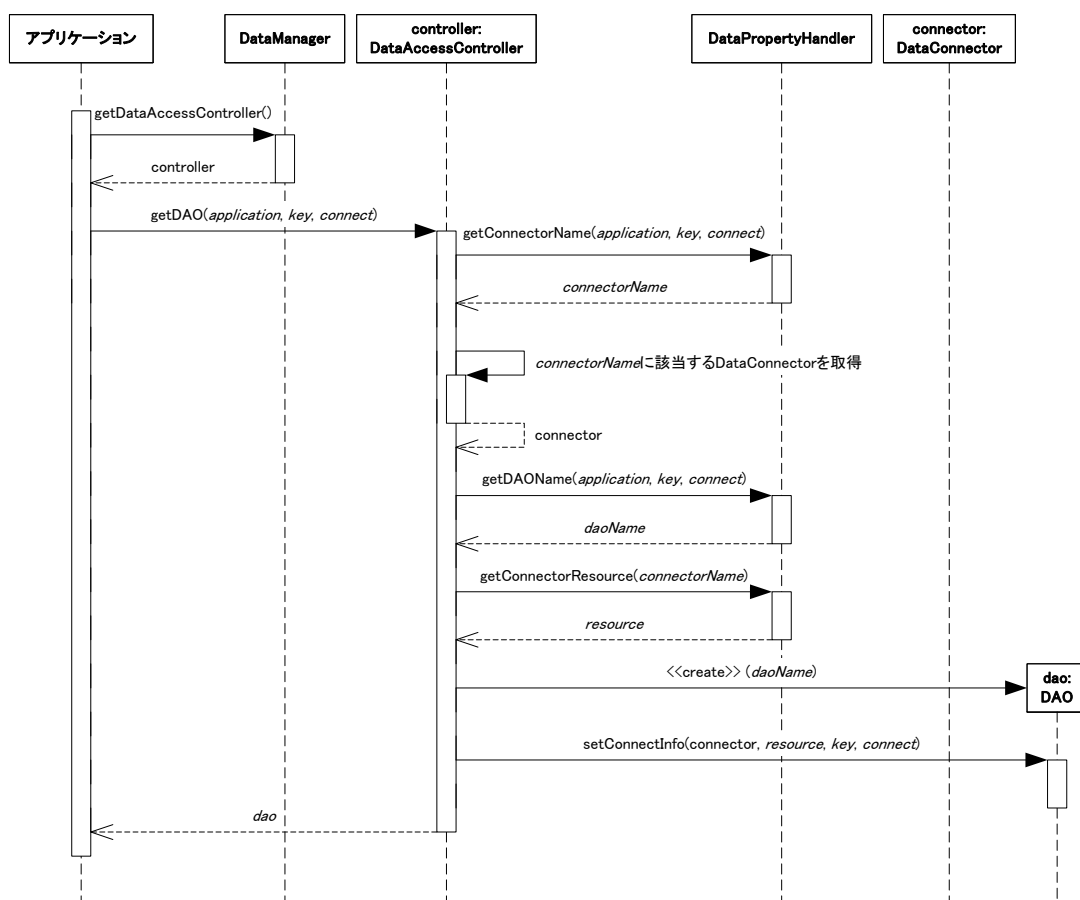 アプリケーション
DataManager
controller:
DataAccessController
DataPropertyHandler
connector:
DataConnector
getDataAccessController()
controller
getDAO(application, key, connect)
getConnectorName(application, key, connect)
connectorName
connectorNameに該当するDataConnectorを取得
connector
getDAOName(application, key, connect)
daoName
getConnectorResource(connectorName)
resource
<<create>> (daoName)
dao:
DAO
setConnectInfo(connector, resource, key, connect)
dao